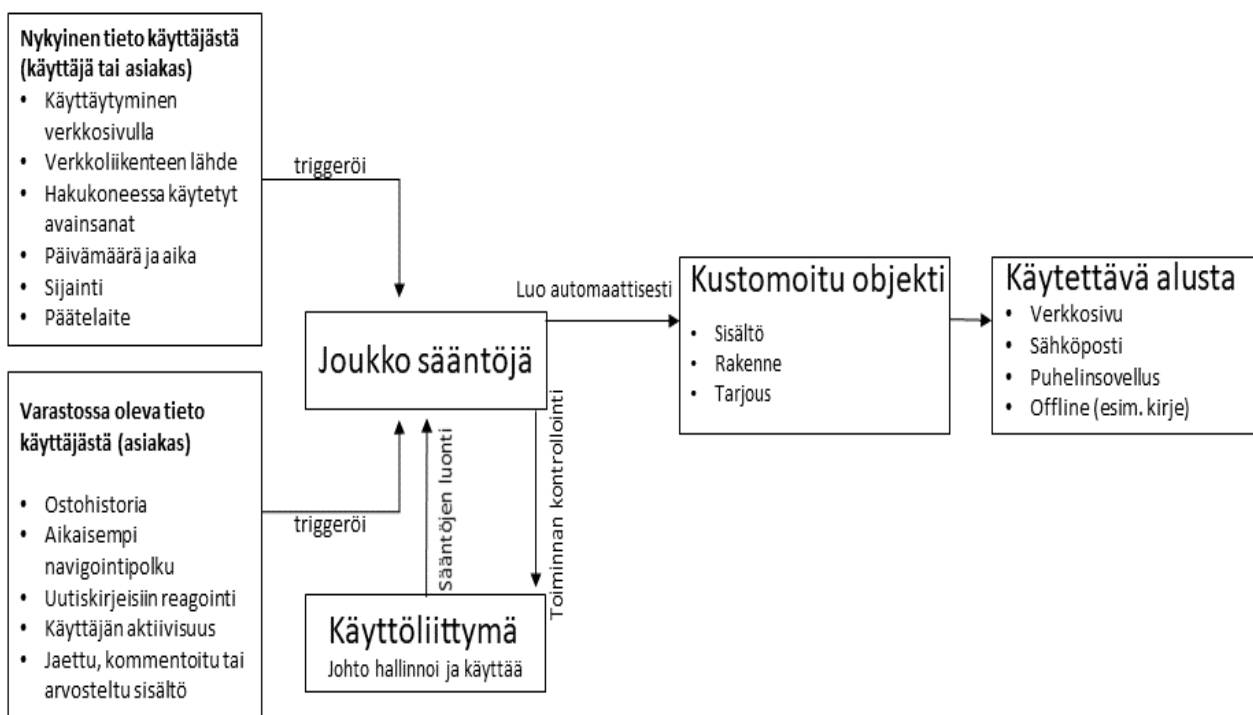 Nykyinen tieto käyttäjästä
(käyttäjä tai asiakas)
• Käyttäytyminen
verkkosivulla
• Verkkoliikenteen lähde
• Hakukoneessa käytetyt
avainsanat
• Päivämäärä ja aika
• Sijainti
• Päätelaite
triggeröi
Varastossa oleva tieto
käyttäjästä (asiakas)
• Ostohistoria
• Aikaisempi
navigointipolku
• Uutiskirjeisiin reagointi
• Käyttäjän aktiivisuus
• Jaettu, kommentoitu tai
arvosteltu sisältö
triggeröi
Joukko sääntöjä
Sääntöjen luonti
Toiminnan kontrollointi
Käyttöliittymä
Johto hallinnoi ja käyttää
Luo automaattisesti
Kustomoitu objekti
• Sisältö
• Rakenne
• Tarjous
Käytettävä alusta
• Verkkosivu
• Sähköposti
• Puhelinsovellus
• Offline (esim. kirje)